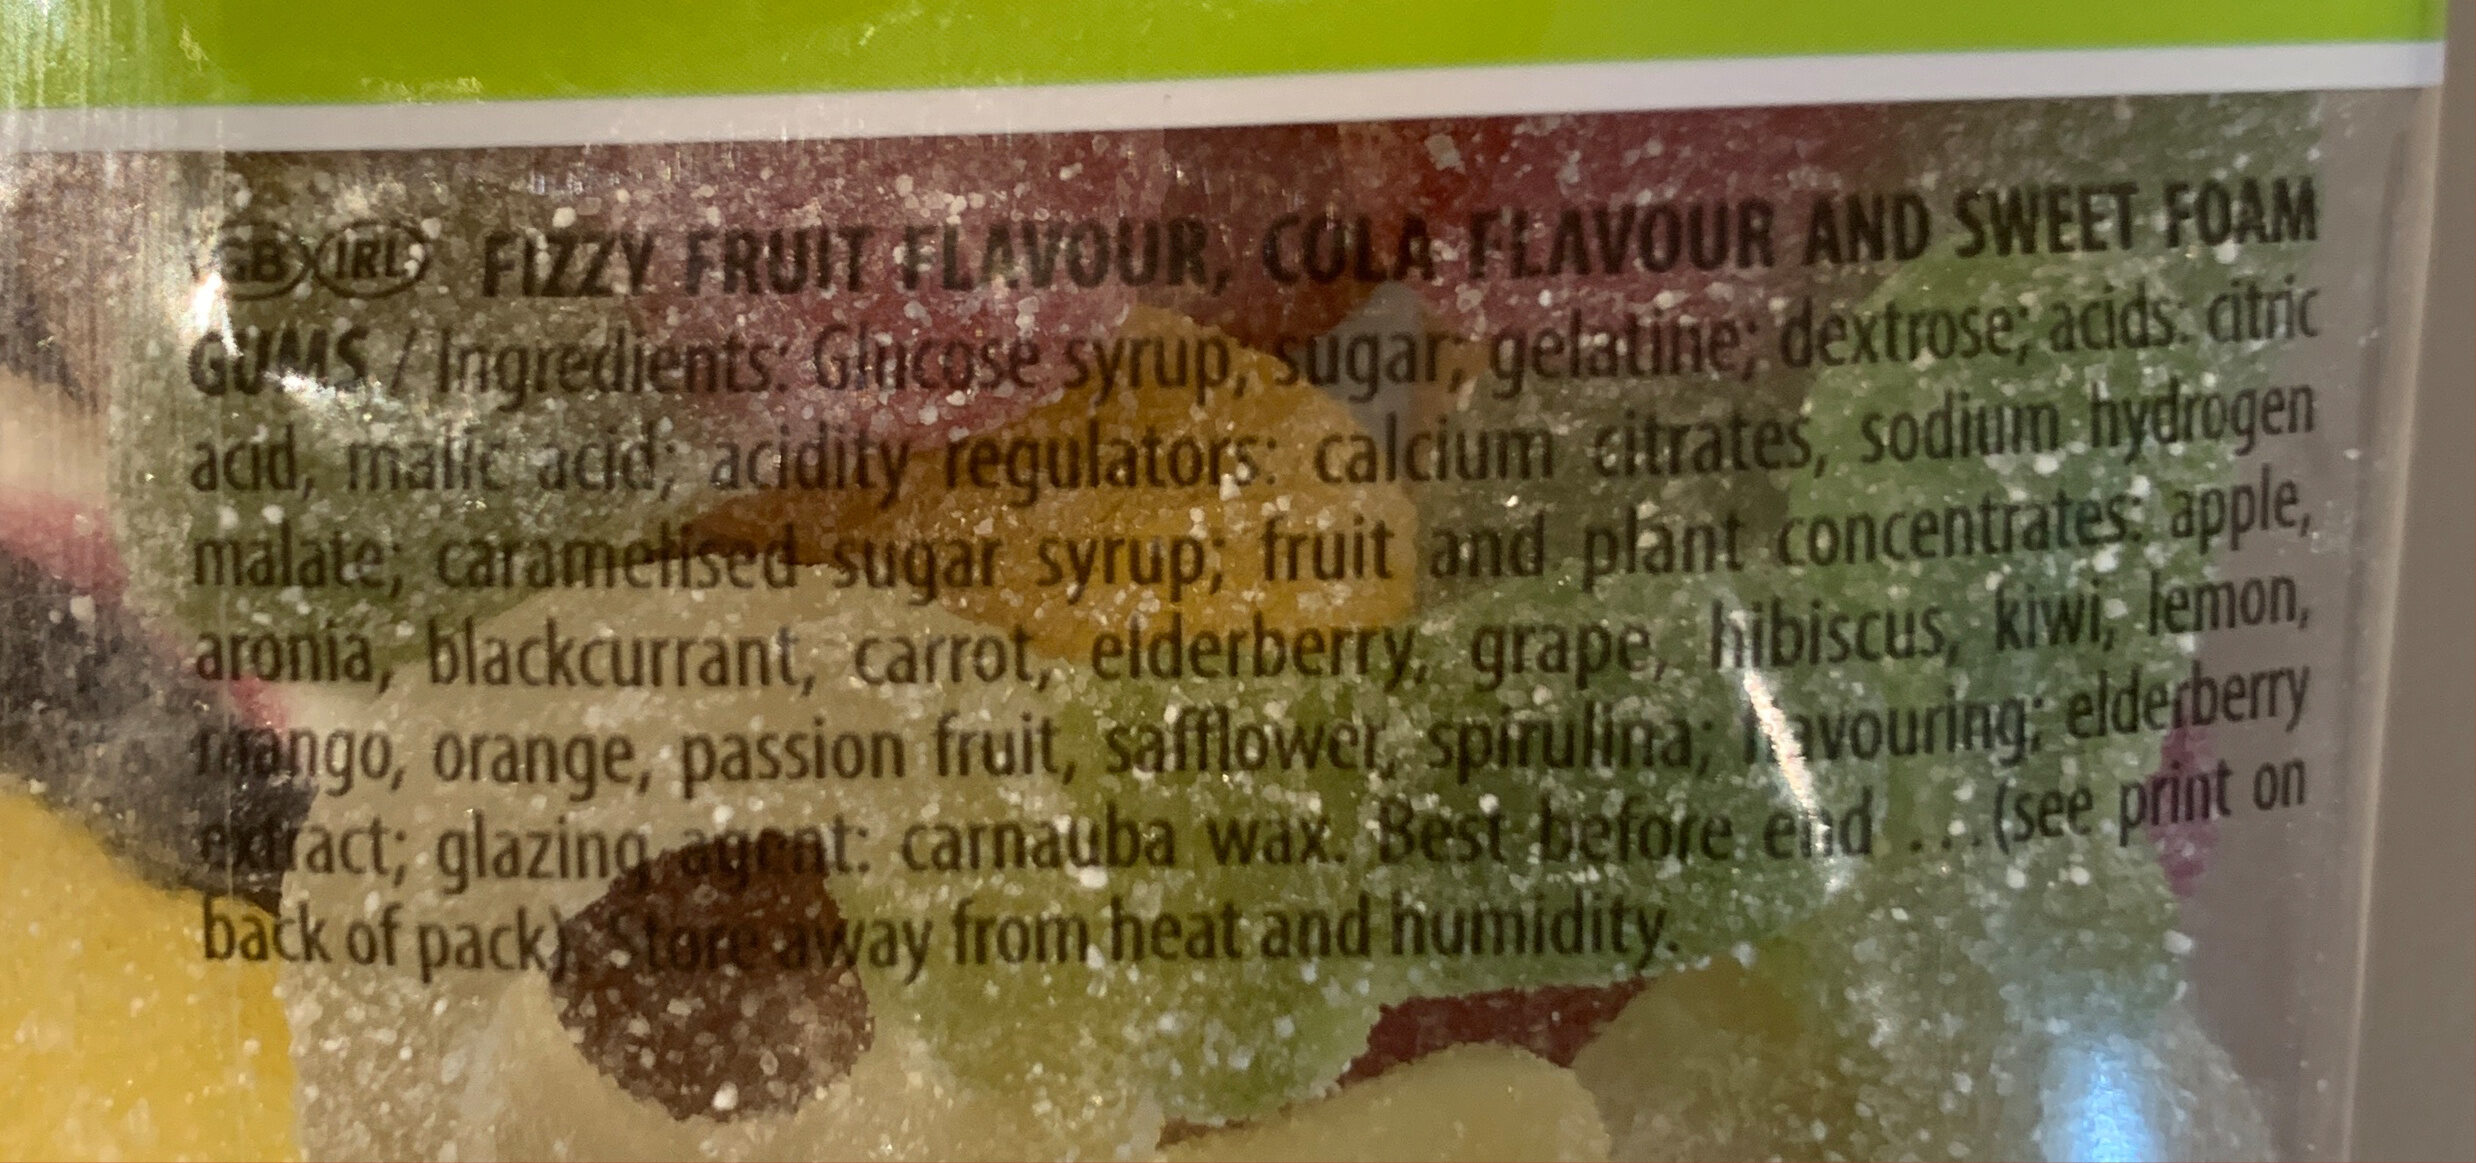 GB IRL FIZZY FRUIT FLAVOUR, COLA FLAVOUR AND SWEET FOAM
GUMS / Ingredients: Glucose syrup; sugar; gelatine; dextrose; acids: citric
acid, malic acid; acidity regulators: calcium citrates, sodium hydrogen
malate; caramelised sugar syrup; fruit and plant concentrates: apple,
aronia, blackcurrant, carrot, elderberry, grape, hibiscus, kiwi, lemon,
mango, orange, passion fruit, safflower, spirulina; flavouring; elderberry
extract; glazing agent: carnauba wax. Best before end ...(see print on
back of pack). Store away from heat and humidity.